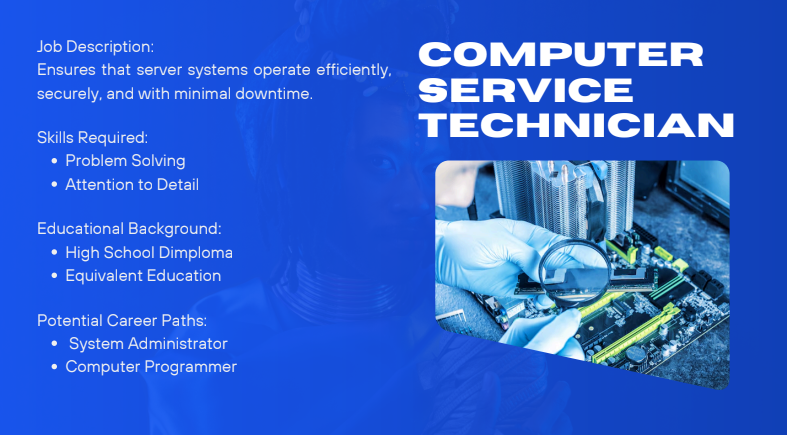 Job Description:
Ensures that server systems operate efficiently,
securely, and with minimal downtime.
Skills Required:
• Problem Solving
• Attention to Detail
Educational Background:
• High School Dimploma
• Equivalent Education
Potential Career Paths:
• System Administrator
• Computer Programmer
COMPUTER
SERVICE
TECHNICIAN